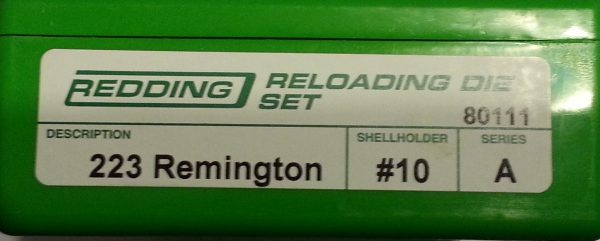 REDDING RELOADING DIE
SET
80111
DESCRIPTION SHELLHOLDER SERIES
223 Remington #10 A